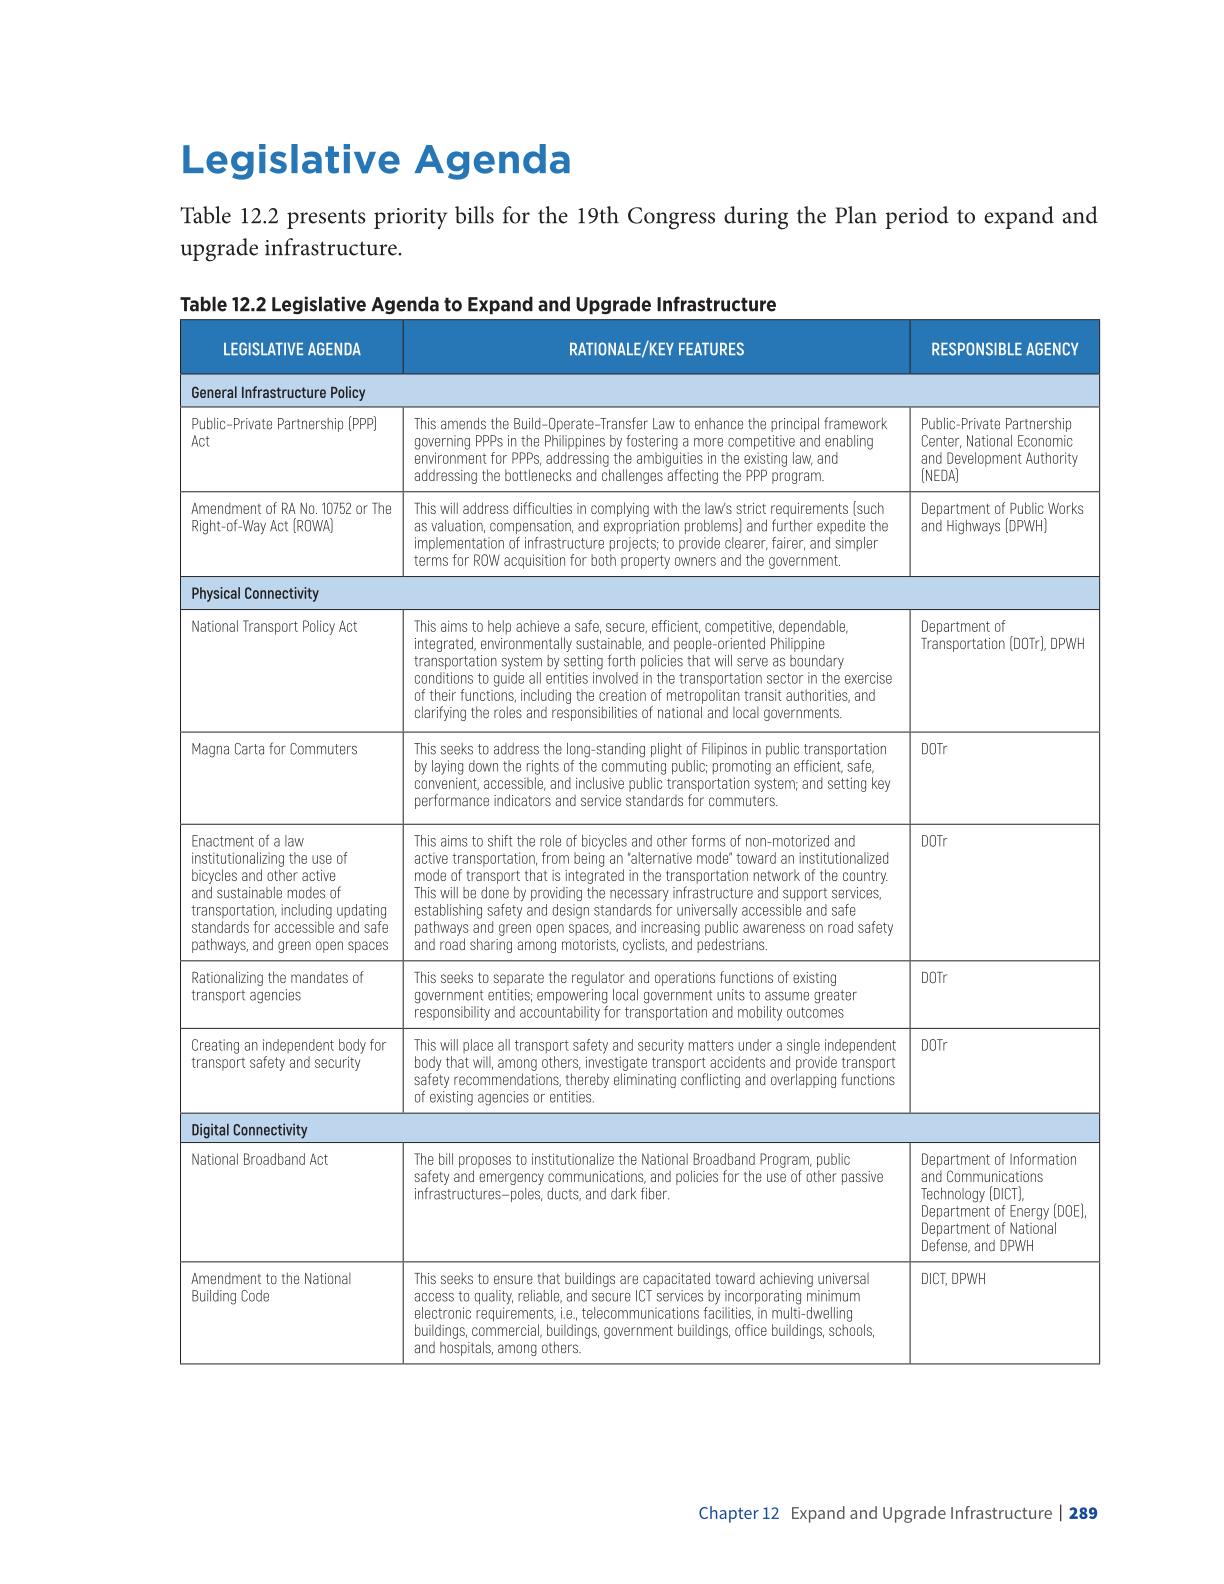 Legislative Agenda
Table 12.2 presents priority bills for the 19th Congress during the Plan period to expand and
upgrade infrastructure.
Table 12.2 Legislative Agenda to Expand and Upgrade Infrastructure
LEGISLATIVE AGENDA
RATIONALE/KEY FEATURES
RESPONSIBLE AGENCY
General Infrastructure Policy
Public–Private Partnership (PPP)
Act
This amends the Build–Operate–Transfer Law to enhance the principal framework
governing PPPs in the Philippines by fostering a more competitive and enabling
environment for PPPs, addressing the ambiguities in the existing law, and
addressing the bottlenecks and challenges affecting the PPP program.
Public-Private Partnership
Center, National Economic
and Development Authority
(NEDA)
Amendment of RA No. 10752 or The
Right-of-Way Act (ROWA)
This will address difficulties in complying with the law's strict requirements (such
as valuation, compensation, and expropriation problems) and further expedite the
implementation of infrastructure projects; to provide clearer, fairer, and simpler
terms for ROW acquisition for both property owners and the government.
Department of Public Works
and Highways (DPWH)
Physical Connectivity
National Transport Policy Act
This aims to help achieve a safe, secure, efficient, competitive, dependable,
integrated, environmentally sustainable, and people-oriented Philippine
transportation system by setting forth policies that will serve as boundary
conditions to guide all entities involved in the transportation sector in the exercise
of their functions, including the creation of metropolitan transit authorities, and
clarifying the roles and responsibilities of national and local governments.
Department of
Transportation (DOTr), DPWH
Magna Carta for Commuters
This seeks to address the long-standing plight of Filipinos in public transportation
by laying down the rights of the commuting public; promoting an efficient, safe,
convenient, accessible, and inclusive public transportation system; and setting key
performance indicators and service standards for commuters.
DOTr
Enactment of a law
institutionalizing the use of
bicycles and other active
and sustainable modes of
transportation, including updating
standards for accessible and safe
pathways, and green open spaces
This aims to shift the role of bicycles and other forms of non-motorized and
active transportation, from being an "alternative mode" toward an institutionalized
mode of transport that is integrated in the transportation network of the country.
This will be done by providing the necessary infrastructure and support services,
establishing safety and design standards for universally accessible and safe
pathways and green open spaces, and increasing public awareness on road safety
and road sharing among motorists, cyclists, and pedestrians.
DOTr
Rationalizing the mandates of
transport agencies
This seeks to separate the regulator and operations functions of existing
government entities; empowering local government units to assume greater
responsibility and accountability for transportation and mobility outcomes
DOTr
Creating an independent body for
transport safety and security
This will place all transport safety and security matters under a single independent
body that will, among others, investigate transport accidents and provide transport
safety recommendations, thereby eliminating conflicting and overlapping functions
of existing agencies or entities.
DOTr
Digital Connectivity
National Broadband Act
The bill proposes to institutionalize the National Broadband Program, public
safety and emergency communications, and policies for the use of other passive
infrastructures—poles, ducts, and dark fiber.
Department of Information
and Communications
Technology (DICT),
Department of Energy (DOE),
Department of National
Defense, and DPWH
Amendment to the National
Building Code
This seeks to ensure that buildings are capacitated toward achieving universal
access to quality, reliable, and secure ICT services by incorporating minimum
electronic requirements, i.e., telecommunications facilities, in multi-dwelling
buildings, commercial, buildings, government buildings, office buildings, schools,
and hospitals, among others.
DICT, DPWH
Chapter 12 Expand and Upgrade Infrastructure | 289